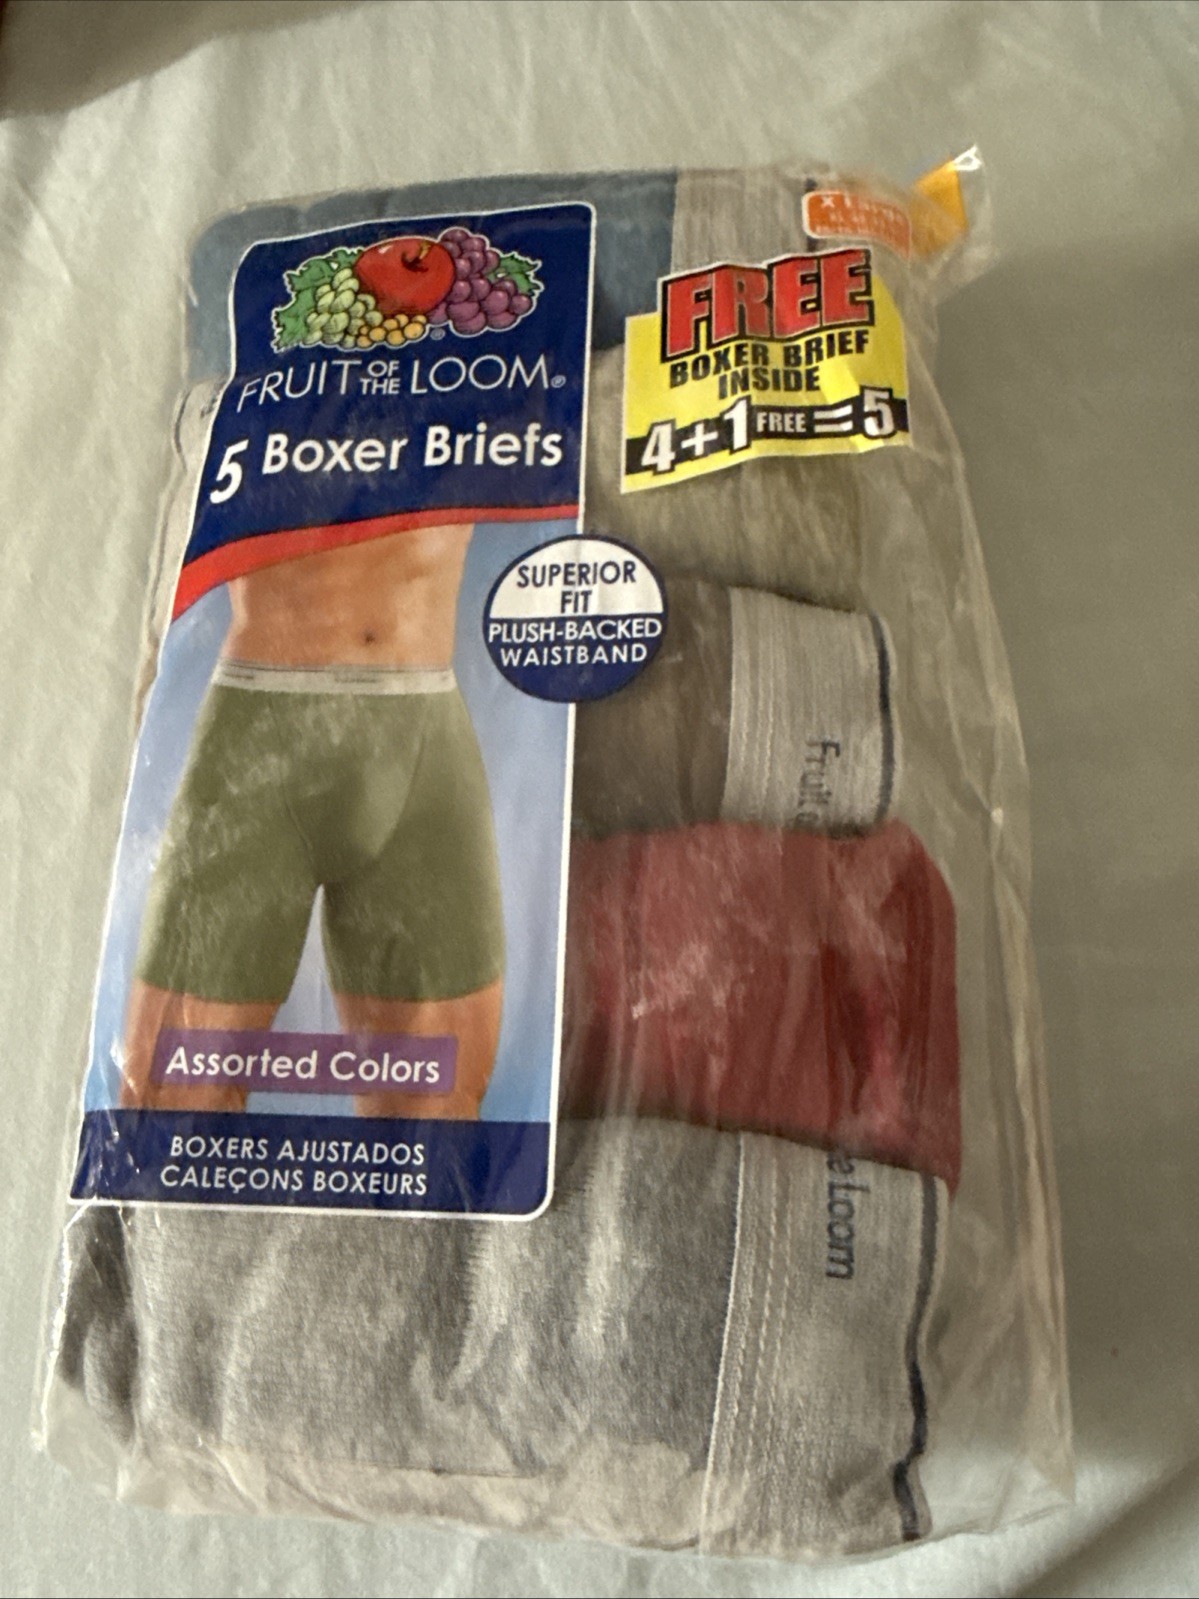 FRUIT OF THE LOOM®
5 Boxer Briefs
FREE
BOXER BRIEF
INSIDE
4+1 FREE = 5
SUPERIOR
FIT
PLUSH-BACKED
WAISTBAND
Fruit
Loom
Assorted Colors
BOXERS AJUSTADOS
CALEÇONS BOXEURS